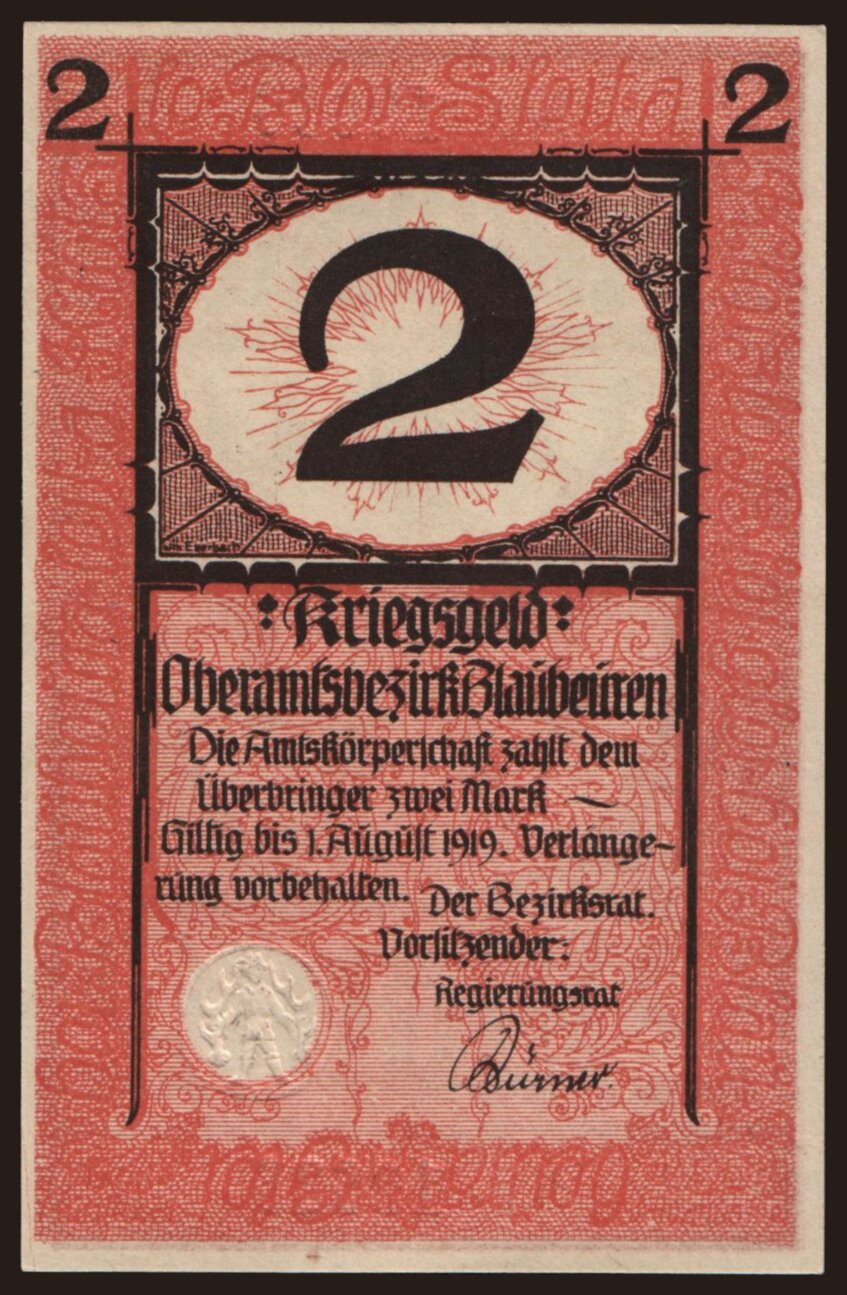 2 2
2
Kriegsgeld
Oberamtsbezirk Blaubeuren
Die Amtskörperschaft zahlt dem
Überbringer zwei Mark
Giltig bis 1. August 1919. Verlänge-
rung vorbehalten.
Der Bezirksrat.
Vorsitzender:
Regierungsrat